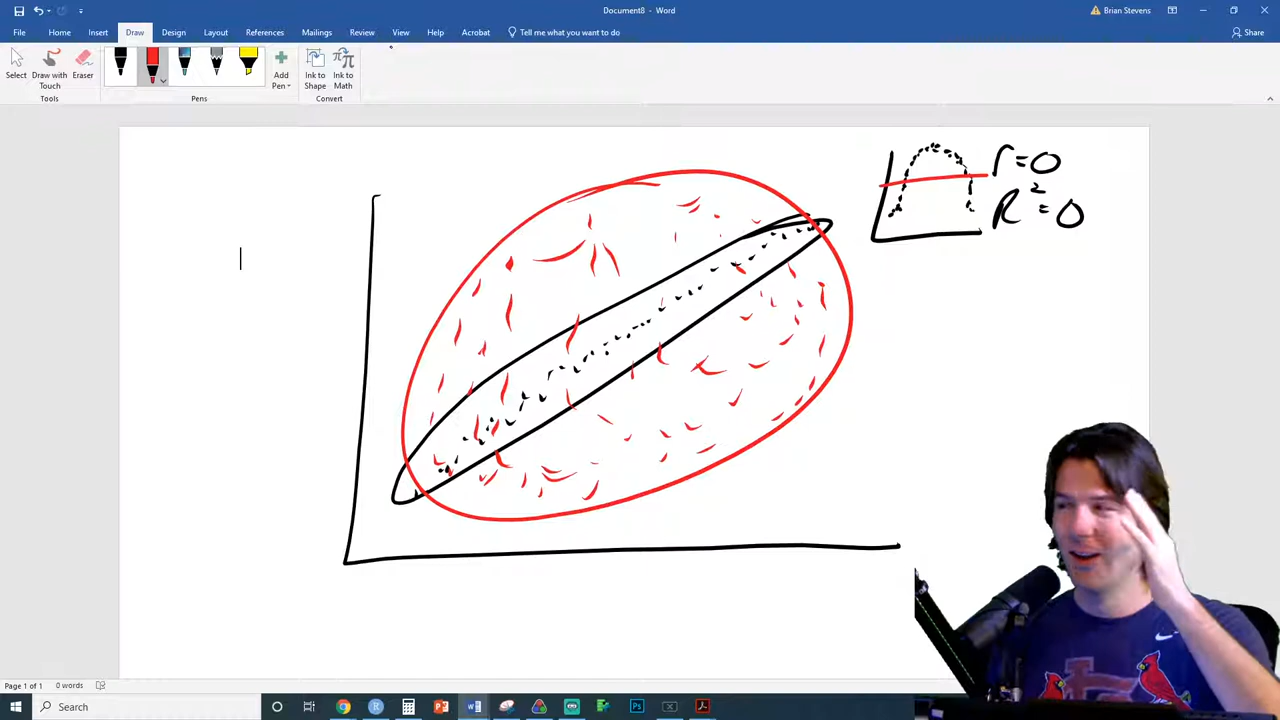 Document8 - Word
Brian Stevens
File Home Insert Draw Design Layout References Mailings Review View Help Acrobat Tell me what you want to do
Share
Select
Draw with
Touch
Eraser
Add
Pen
Ink to
Shape
Ink to
Math
Tools
Pens
Convert
r=0
R²=0
Page 1 of 1 0 words
Search